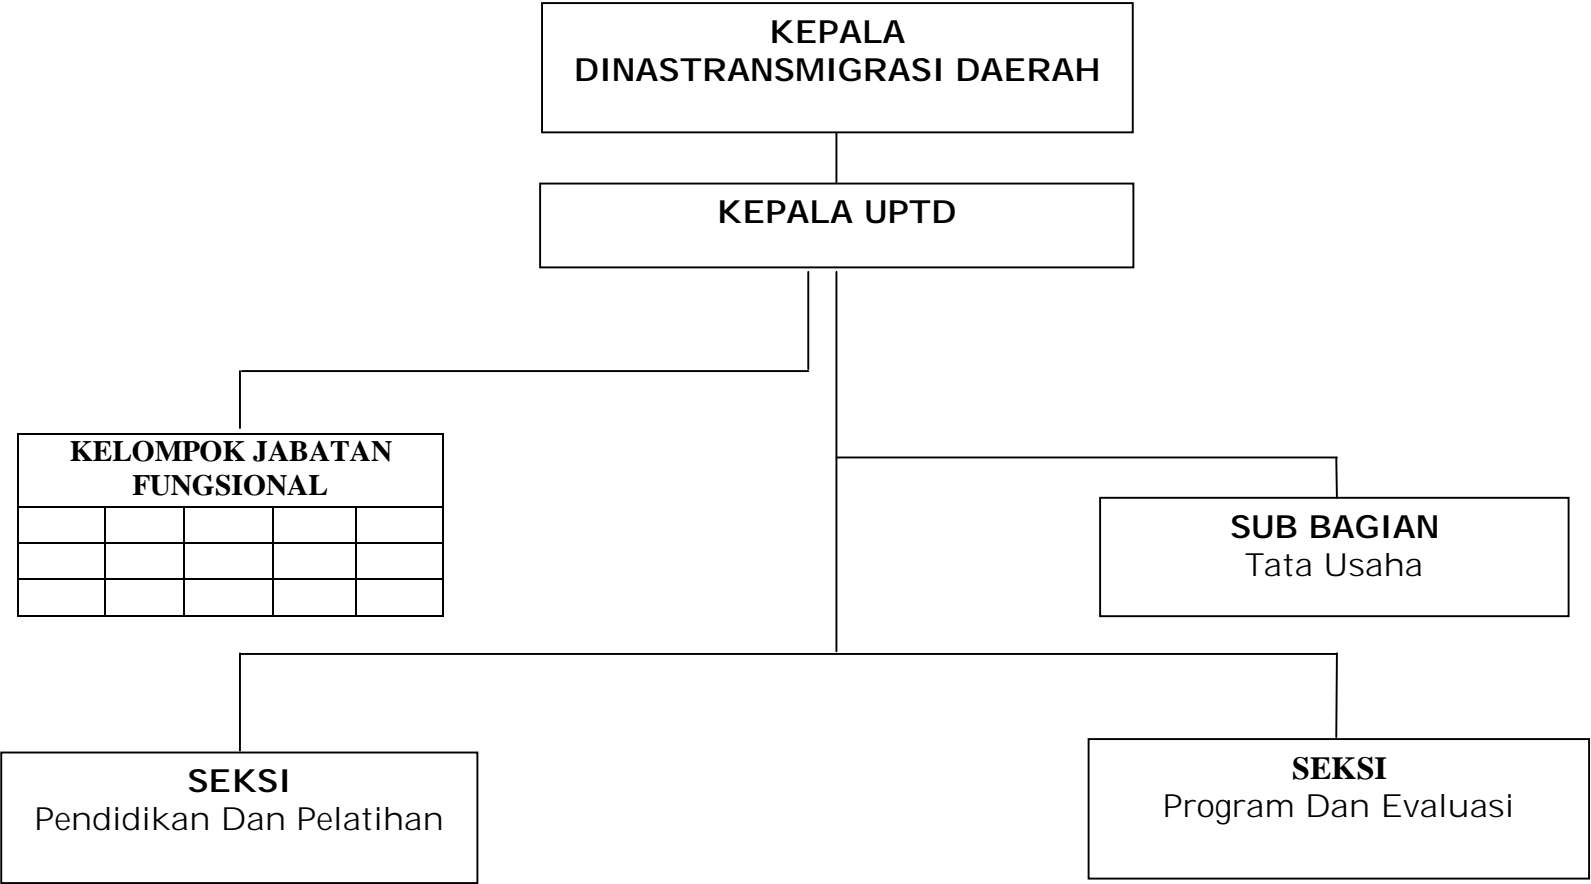 KEPALA
DINASTRANSMIGRASI DAERAH
KEPALA UPTD
KELOMPOK JABATAN
FUNGSIONAL
SUB BAGIAN
Tata Usaha
SEKSI
Pendidikan Dan Pelatihan
SEKSI
Program Dan Evaluasi